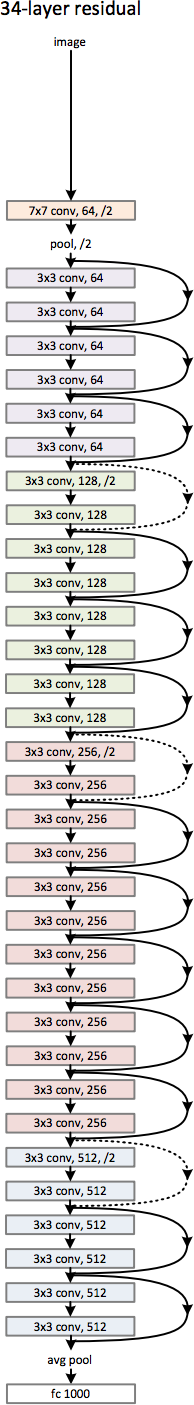 34-layer residual
image
7x7 conv, 64, /2
pool, /2
3x3 conv, 64
3x3 conv, 64
3x3 conv, 64
3x3 conv, 64
3x3 conv, 64
3x3 conv, 64
3x3 conv, 128, /2
3x3 conv, 128
3x3 conv, 128
3x3 conv, 128
3x3 conv, 128
3x3 conv, 128
3x3 conv, 128
3x3 conv, 128
3x3 conv, 256, /2
3x3 conv, 256
3x3 conv, 256
3x3 conv, 256
3x3 conv, 256
3x3 conv, 256
3x3 conv, 256
3x3 conv, 256
3x3 conv, 256
3x3 conv, 256
3x3 conv, 256
3x3 conv, 256
3x3 conv, 512, /2
3x3 conv, 512
3x3 conv, 512
3x3 conv, 512
3x3 conv, 512
3x3 conv, 512
avg pool
fc 1000